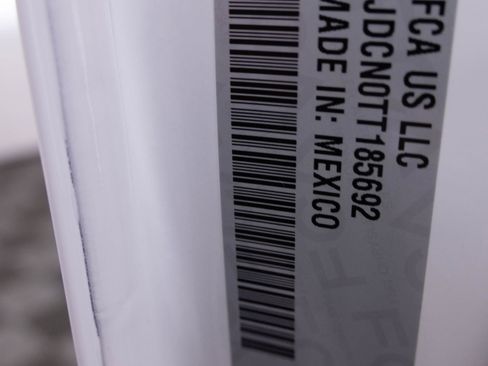 FCA US LLC
JDCN0TT185692
MADE IN: MEXICO